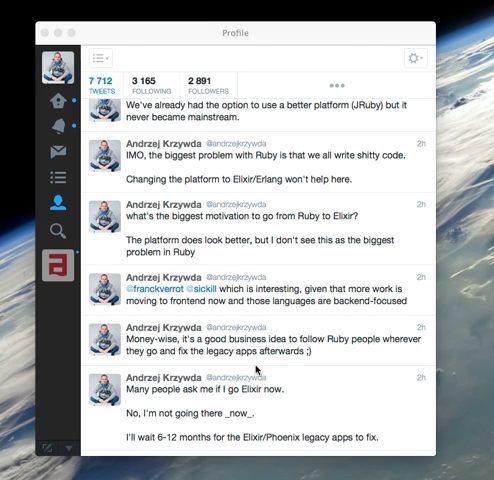 Profile
7 712
TWEETS
3 165
FOLLOWING
2 891
FOLLOWERS
We've already had the option to use a better platform (JRuby) but it
never became mainstream.
Andrzej Krzywda @andrzejkrzywda 2h
IMO, the biggest problem with Ruby is that we all write shitty code.
Changing the platform to Elixir/Erlang won't help here.
Andrzej Krzywda @andrzejkrzywda 2h
what's the biggest motivation to go from Ruby to Elixir?
The platform does look better, but I don't see this as the biggest
problem in Ruby
Andrzej Krzywda @andrzejkrzywda 2h
@franckverrot @sickill which is interesting, given that more work is
moving to frontend now and those languages are backend-focused
Andrzej Krzywda @andrzejkrzywda 2h
Money-wise, it's a good business idea to follow Ruby people wherever
they go and fix the legacy apps afterwards ;)
Andrzej Krzywda @andrzejkrzywda 2h
Many people ask me if I go Elixir now.
No, I'm not going there _now_.
I'll wait 6-12 months for the Elixir/Phoenix legacy apps to fix.